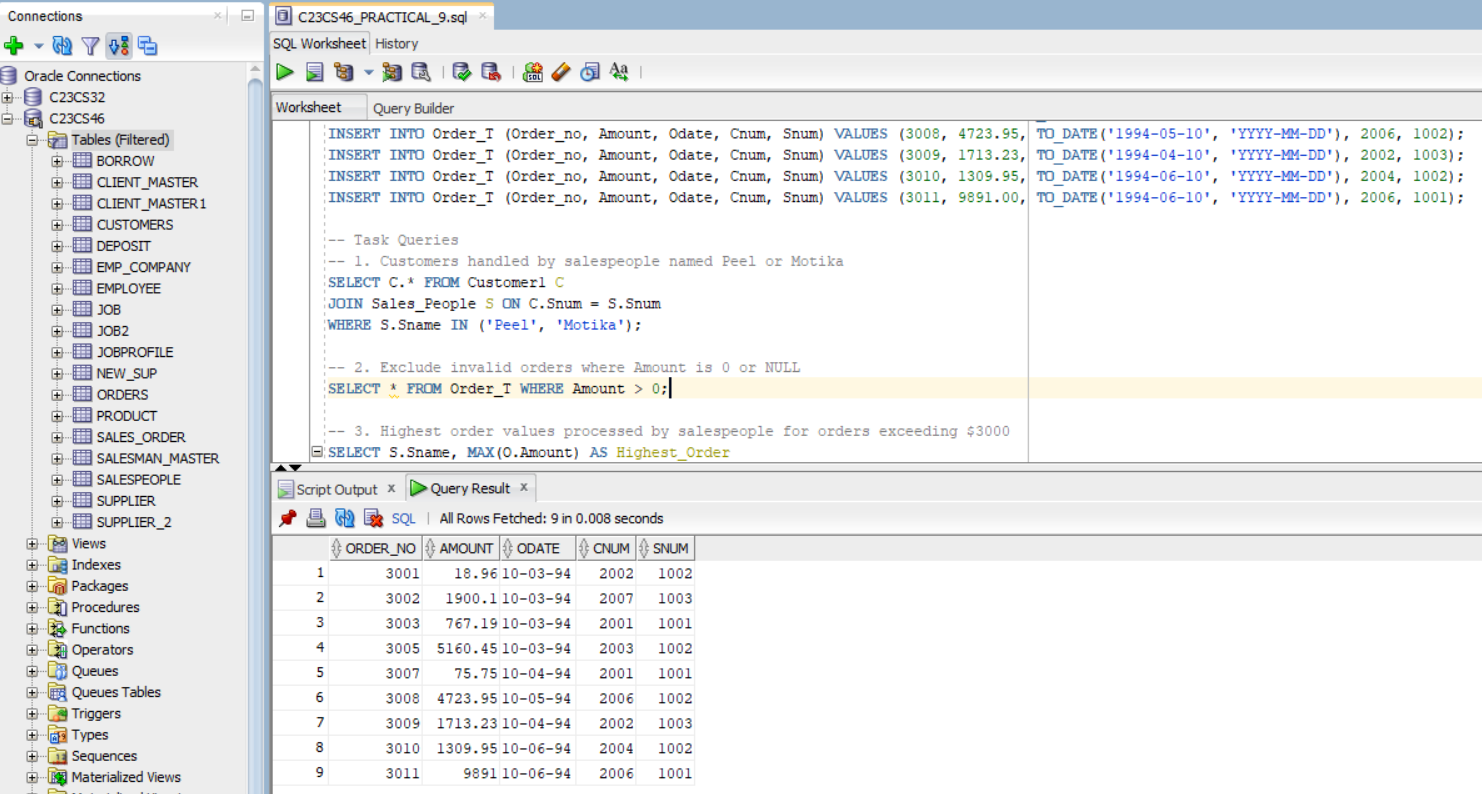 Connections
Oracle Connections
C23CS32
C23CS46
Tables (Filtered)
BORROW
CLIENT_MASTER
CLIENT_MASTER1
CUSTOMERS
DEPOSIT
EMP_COMPANY
EMPLOYEE
JOB
JOB2
JOBPROFILE
NEW_SUP
ORDERS
PRODUCT
SALES_ORDER
SALESMAN_MASTER
SALESPEOPLE
SUPPLIER
SUPPLIER_2
Views
Indexes
Packages
Procedures
Functions
Operators
Queues
Queues Tables
Triggers
Types
Sequences
Materialized Views
C23CS46_PRACTICAL_9.sql
SQL Worksheet History
Worksheet Query Builder
INSERT INTO Order_T (Order_no, Amount, Odate, Cnum, Snum) VALUES (3008, 4723.95, TO_DATE('1994-05-10', 'YYYY-MM-DD'), 2006, 1002);
INSERT INTO Order_T (Order_no, Amount, Odate, Cnum, Snum) VALUES (3009, 1713.23, TO_DATE('1994-04-10', 'YYYY-MM-DD'), 2002, 1003);
INSERT INTO Order_T (Order_no, Amount, Odate, Cnum, Snum) VALUES (3010, 1309.95, TO_DATE('1994-06-10', 'YYYY-MM-DD'), 2004, 1002);
INSERT INTO Order_T (Order_no, Amount, Odate, Cnum, Snum) VALUES (3011, 9891.00, TO_DATE('1994-06-10', 'YYYY-MM-DD'), 2006, 1001);
-- Task Queries
-- 1. Customers handled by salespeople named Peel or Motika
SELECT C.* FROM Customer1 C
JOIN Sales_People S ON C.Snum = S.Snum
WHERE S.Sname IN ('Peel', 'Motika');
-- 2. Exclude invalid orders where Amount is 0 or NULL
SELECT * FROM Order_T WHERE Amount > 0;
-- 3. Highest order values processed by salespeople for orders exceeding $3000
SELECT S.Sname, MAX(O.Amount) AS Highest_Order
Script Output x Query Result x
SQL | All Rows Fetched: 9 in 0.008 seconds
ORDER_NO AMOUNT ODATE CNUM SNUM
1 3001 18.96 10-03-94 2002 1002
2 3002 1900.1 10-03-94 2007 1003
3 3003 767.19 10-03-94 2001 1001
4 3005 5160.45 10-03-94 2003 1002
5 3007 75.75 10-04-94 2001 1001
6 3008 4723.95 10-05-94 2006 1002
7 3009 1713.23 10-04-94 2002 1003
8 3010 1309.95 10-06-94 2004 1002
9 3011 9891 10-06-94 2006 1001